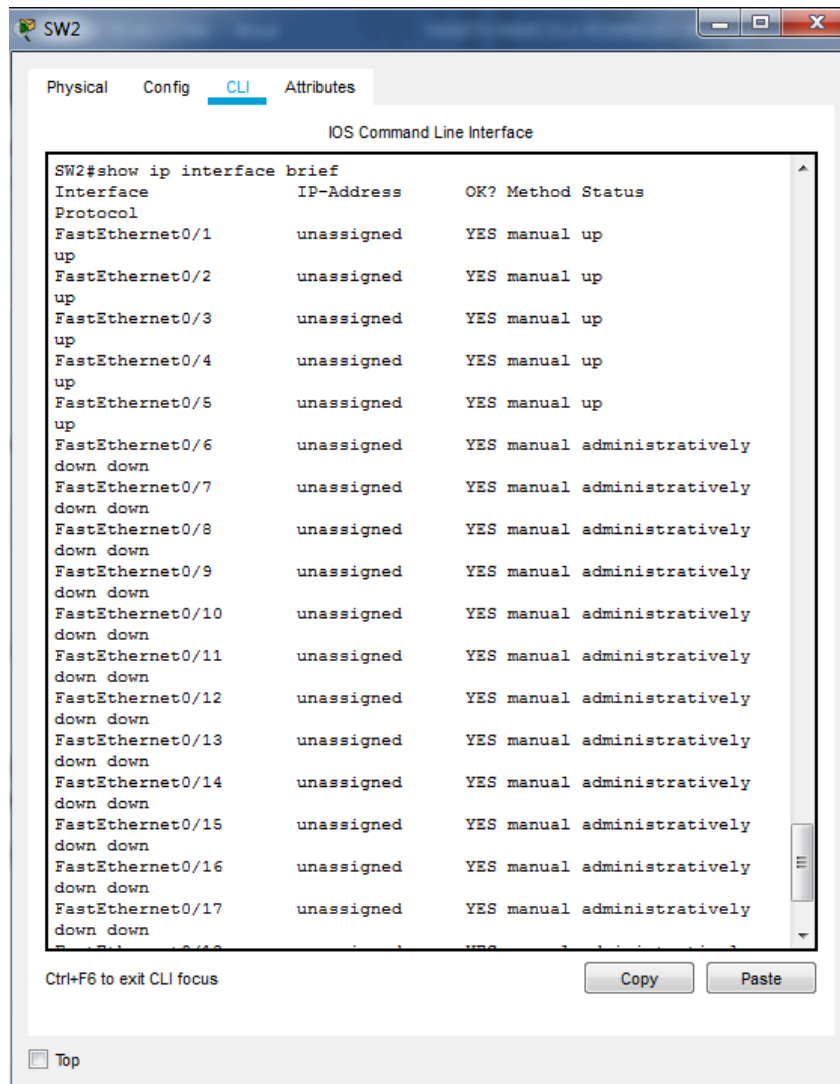 SW2
Physical Config CLI Attributes
IOS Command Line Interface
SW2#show ip interface brief
Interface IP-Address OK? Method Status
Protocol
FastEthernet0/1 unassigned YES manual up
up
FastEthernet0/2 unassigned YES manual up
up
FastEthernet0/3 unassigned YES manual up
up
FastEthernet0/4 unassigned YES manual up
up
FastEthernet0/5 unassigned YES manual up
up
FastEthernet0/6 unassigned YES manual administratively
down down
FastEthernet0/7 unassigned YES manual administratively
down down
FastEthernet0/8 unassigned YES manual administratively
down down
FastEthernet0/9 unassigned YES manual administratively
down down
FastEthernet0/10 unassigned YES manual administratively
down down
FastEthernet0/11 unassigned YES manual administratively
down down
FastEthernet0/12 unassigned YES manual administratively
down down
FastEthernet0/13 unassigned YES manual administratively
down down
FastEthernet0/14 unassigned YES manual administratively
down down
FastEthernet0/15 unassigned YES manual administratively
down down
FastEthernet0/16 unassigned YES manual administratively
down down
FastEthernet0/17 unassigned YES manual administratively
down down
Ctrl+F6 to exit CLI focus Copy Paste
Top